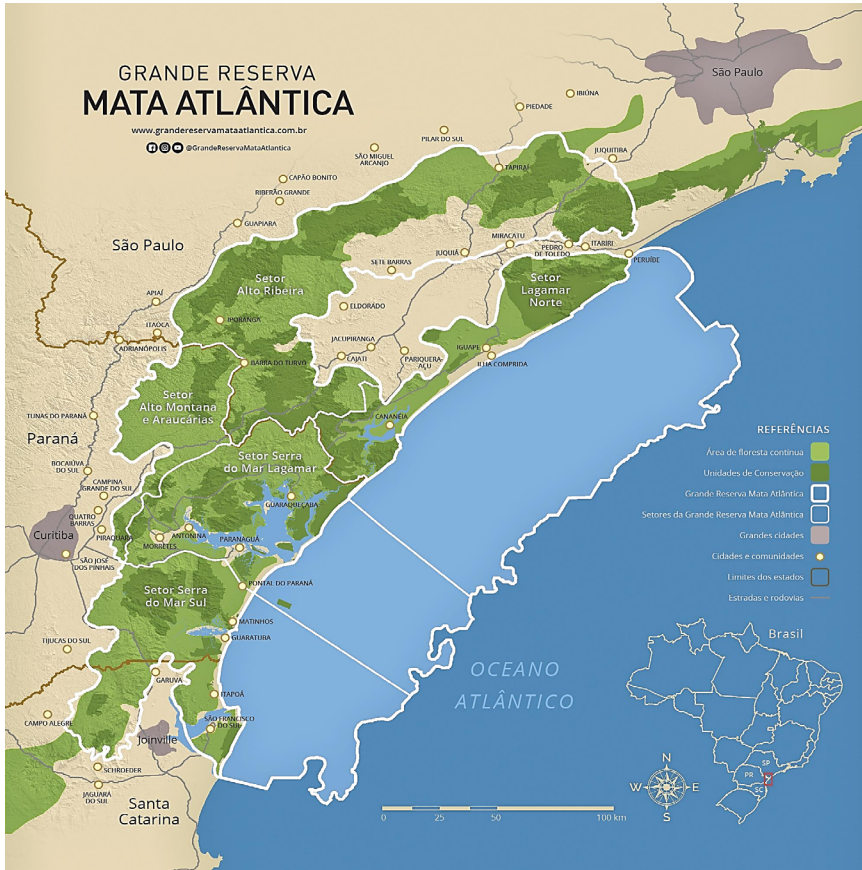 GRANDE RESERVA
MATA ATLÂNTICA
www.grandereservamataatlantica.com.br
@GrandeReservaMataAtlantica
São Paulo
IBIÚNA
PIEDADE
PILAR DO SUL
JUQUITIBA
SÃO MIGUEL
ARCANJO
TAPIRAÍ
CAPÃO BONITO
RIBEIRÃO GRANDE
GUAPIARA
São Paulo
MIRACATU
JUQUIÁ
PEDRO
DE TOLEDO
ITARIRI
PERUÍBE
SETE BARRAS
Setor
Alto Ribeira
Setor
Lagamar
Norte
APIAÍ
ELDORADO
IPORANGA
ITAOCA
ADRIANÓPOLIS
JACUPIRANGA
CAJATI
PARIQUERA-
AÇU
IGUAPE
ILHA COMPRIDA
BARRA DO TURVO
Setor
Alto Montana
e Araucárias
TUNAS DO PARANÁ
CANANÉIA
Paraná
Setor Serra
do Mar Lagamar
BOCAIÚVA
DO SUL
CAMPINA
GRANDE DO SUL
GUARAQUEÇABA
QUATRO
BARRAS
PIRAQUARA
Curitiba
ANTONINA
MORRETES
PARANAGUÁ
SÃO JOSÉ
DOS PINHAIS
Setor Serra
do Mar Sul
PONTAL DO PARANÁ
MATINHOS
GUARATUBA
TIJUCAS DO SUL
GARUVA
ITAPOÁ
CAMPO ALEGRE
SÃO FRANCISCO
DO SUL
Joinville
SCHROEDER
JAGUARÁ
DO SUL
Santa
Catarina
OCEANO
ATLÂNTICO
REFERÊNCIAS
Área de floresta contínua
Unidades de Conservação
Grande Reserva Mata Atlântica
Setores da Grande Reserva Mata Atlântica
Grandes cidades
Cidades e comunidades
Limites dos estados
Estradas e rodovias
Brasil
SP
PR
SC
N
W
E
S
0
25
50
100 km